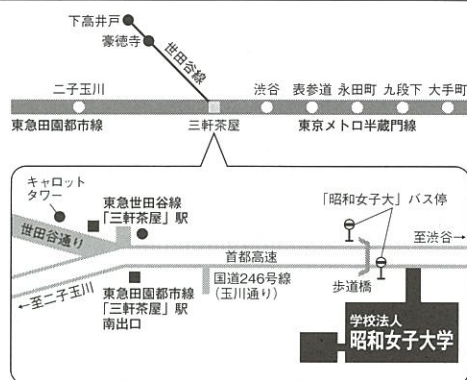 下高井戸
豪徳寺
世田谷線
二子玉川
渋谷
表参道
永田町
九段下
大手町
東急田園都市線
三軒茶屋
東京メトロ半蔵門線
キャロット
タワー
東急世田谷線
「三軒茶屋」駅
「昭和女子大」バス停
世田谷通り
至渋谷→
首都高速
←至二子玉川
東急田園都市線
「三軒茶屋」駅
南出口
国道246号線
(玉川通り)
歩道橋
学校法人
昭和女子大学